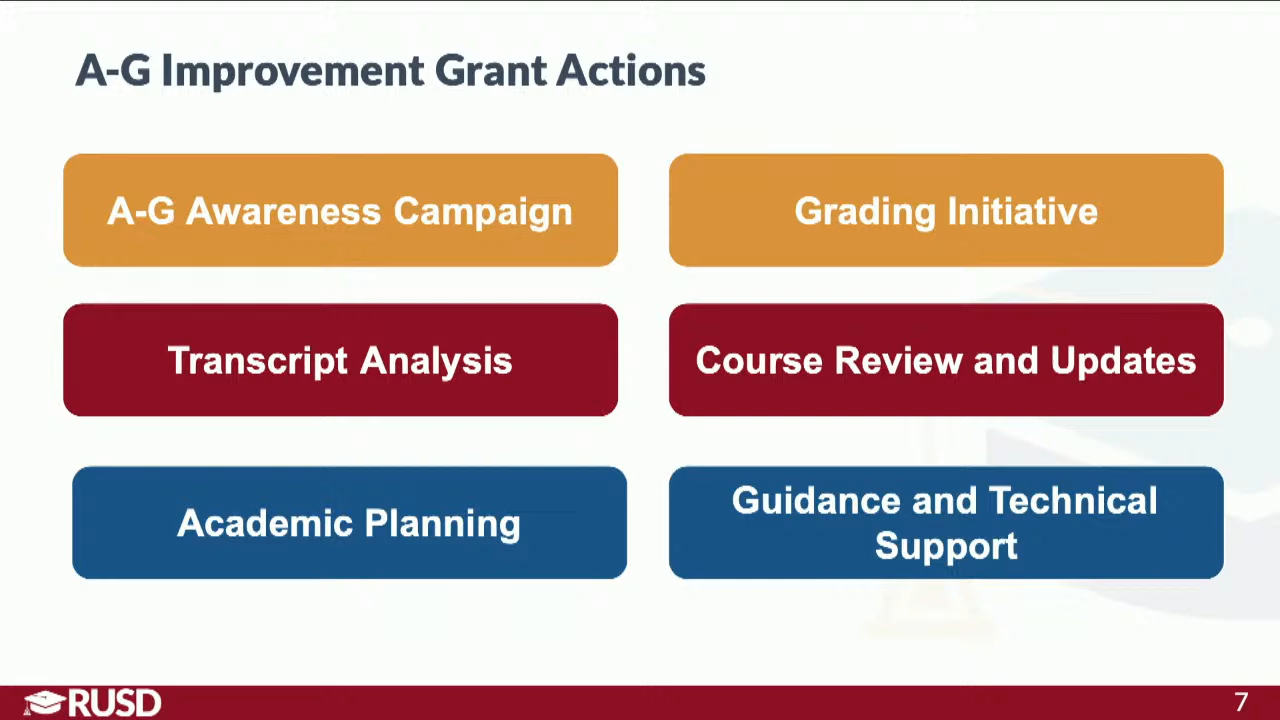 A-G Improvement Grant Actions
A-G Awareness Campaign
Grading Initiative
Transcript Analysis
Course Review and Updates
Academic Planning
Guidance and Technical
Support
RUSD
7